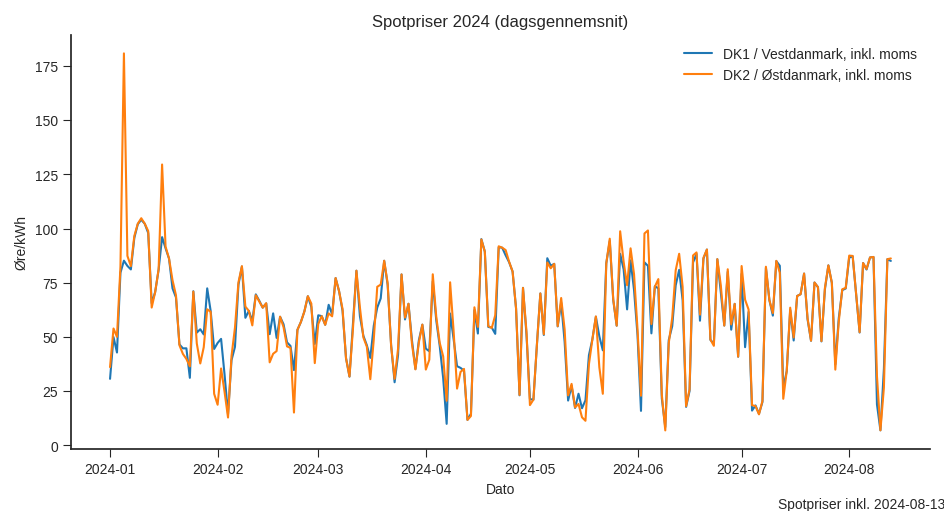 Spotpriser 2024 (dagsgennemsnit)
DK1 / Vestdanmark, inkl. moms
DK2 / Østdanmark, inkl. moms
Øre/kWh
175
150
125
100
75
50
25
0
2024-01 2024-02 2024-03 2024-04 2024-05 2024-06 2024-07 2024-08
Dato
Spotpriser inkl. 2024-08-13